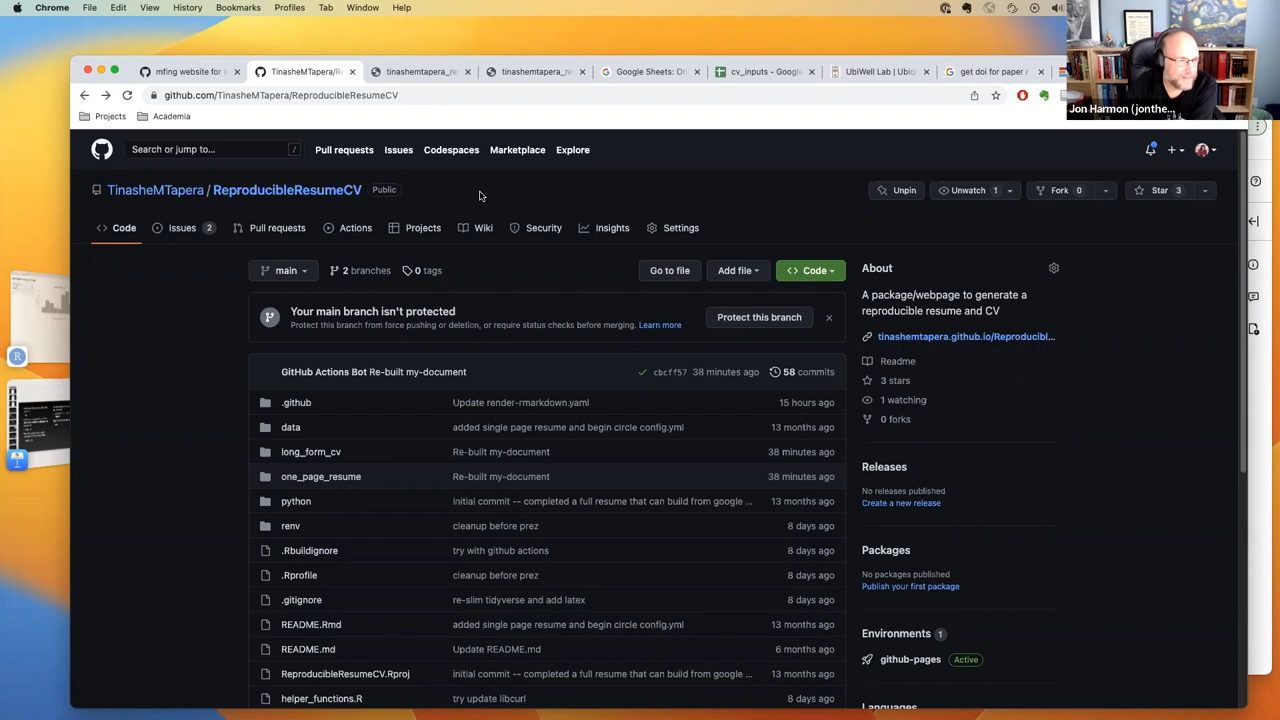 Chrome File Edit View History Bookmarks Profiles Tab Window Help
mfing website for n
TinasheMTapera/R
tinashemtapera_re
tinashemtapera_re
Google Sheets: On
cv_inputs - Google
UbiWell Lab | Ubiq
get doi for paper r
Jon Harmon (jonthe...
github.com/TinasheMTapera/ReproducibleResumeCV
Projects Academia
Search or jump to... /
Pull requests Issues Codespaces Marketplace Explore
TinasheMTapera / ReproducibleResumeCV Public
Unpin Unwatch 1 Fork 0 Star 3
Code Issues 2 Pull requests Actions Projects Wiki Security Insights Settings
main 2 branches 0 tags Go to file Add file Code
Your main branch isn't protected
Protect this branch from force pushing or deletion, or require status checks before merging. Learn more
Protect this branch
GitHub Actions Bot Re-built my-document cbcff57 38 minutes ago 58 commits
.github Update render-rmarkdown.yaml 15 hours ago
data added single page resume and begin circle config.yml 13 months ago
long_form_cv Re-built my-document 38 minutes ago
one_page_resume Re-built my-document 38 minutes ago
python initial commit -- completed a full resume that can build from google ... 13 months ago
renv cleanup before prez 8 days ago
.Rbuildignore try with github actions 8 days ago
.Rprofile cleanup before prez 8 days ago
.gitignore re-slim tidyverse and add latex 8 days ago
README.Rmd added single page resume and begin circle config.yml 13 months ago
README.md Update README.md 6 months ago
ReproducibleResumeCV.Rproj initial commit -- completed a full resume that can build from google ... 13 months ago
helper_functions.R try update libcurl 8 days ago
About
A package/webpage to generate a
reproducible resume and CV
tinashemtapera.github.io/Reproducibl...
Readme
3 stars
1 watching
0 forks
Releases
No releases published
Create a new release
Packages
No packages published
Publish your first package
Environments 1
github-pages Active
Languages